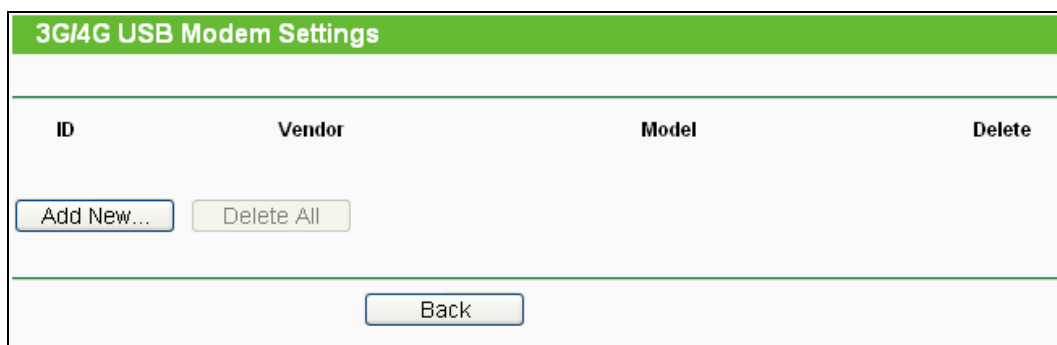 3G/4G USB Modem Settings
ID Vendor Model Delete
Add New... Delete All
Back